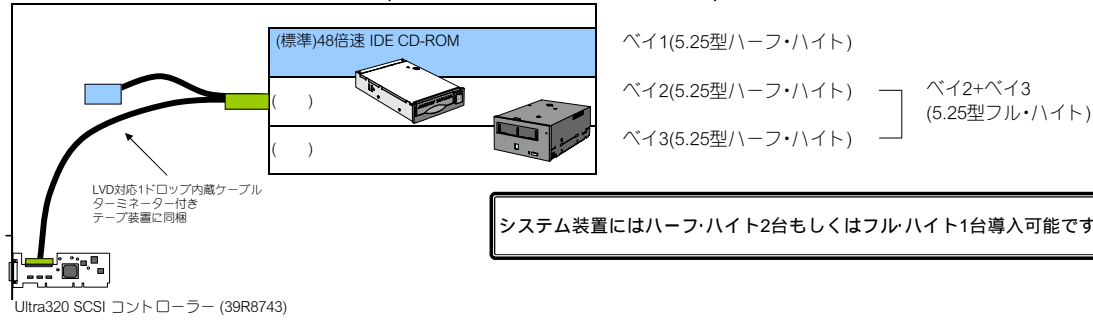 (標準)48倍速 IDE CD-ROM
(　　)
(　　)
ベイ1(5.25型ハーフ・ハイト)
ベイ2(5.25型ハーフ・ハイト)
ベイ3(5.25型ハーフ・ハイト)
ベイ2+ベイ3
(5.25型フル・ハイト)
LVD対応1ドロップ内蔵ケーブル
ターミネーター付き
テープ装置に同梱
システム装置にはハーフ・ハイト2台もしくはフル・ハイト1台導入可能です
Ultra320 SCSI コントローラー (39R8743)